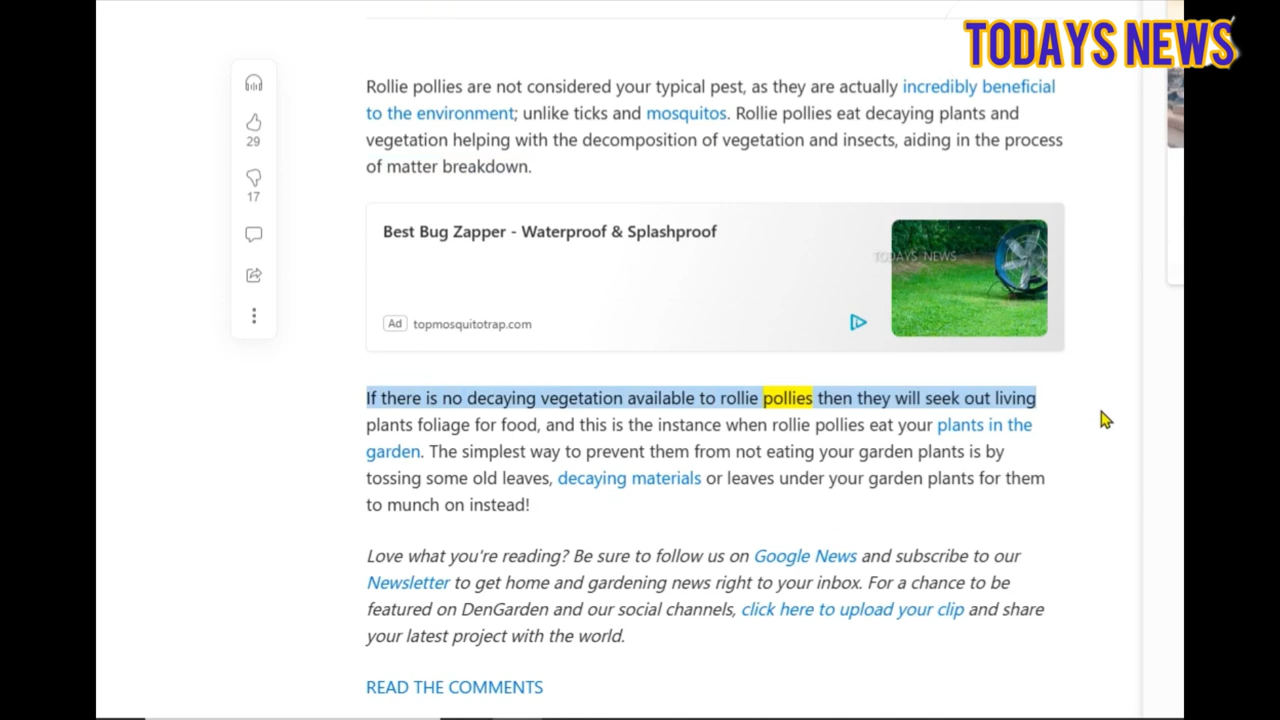 TODAYS NEWS
Rollie pollies are not considered your typical pest, as they are actually incredibly beneficial
to the environment; unlike ticks and mosquitos. Rollie pollies eat decaying plants and
vegetation helping with the decomposition of vegetation and insects, aiding in the process
of matter breakdown.
29
17
Best Bug Zapper - Waterproof & Splashproof
TODAYS NEWS
Ad topmosquitotrap.com
If there is no decaying vegetation available to rollie pollies then they will seek out living
plants foliage for food, and this is the instance when rollie pollies eat your plants in the
garden. The simplest way to prevent them from not eating your garden plants is by
tossing some old leaves, decaying materials or leaves under your garden plants for them
to munch on instead!
Love what you're reading? Be sure to follow us on Google News and subscribe to our
Newsletter to get home and gardening news right to your inbox. For a chance to be
featured on DenGarden and our social channels, click here to upload your clip and share
your latest project with the world.
READ THE COMMENTS